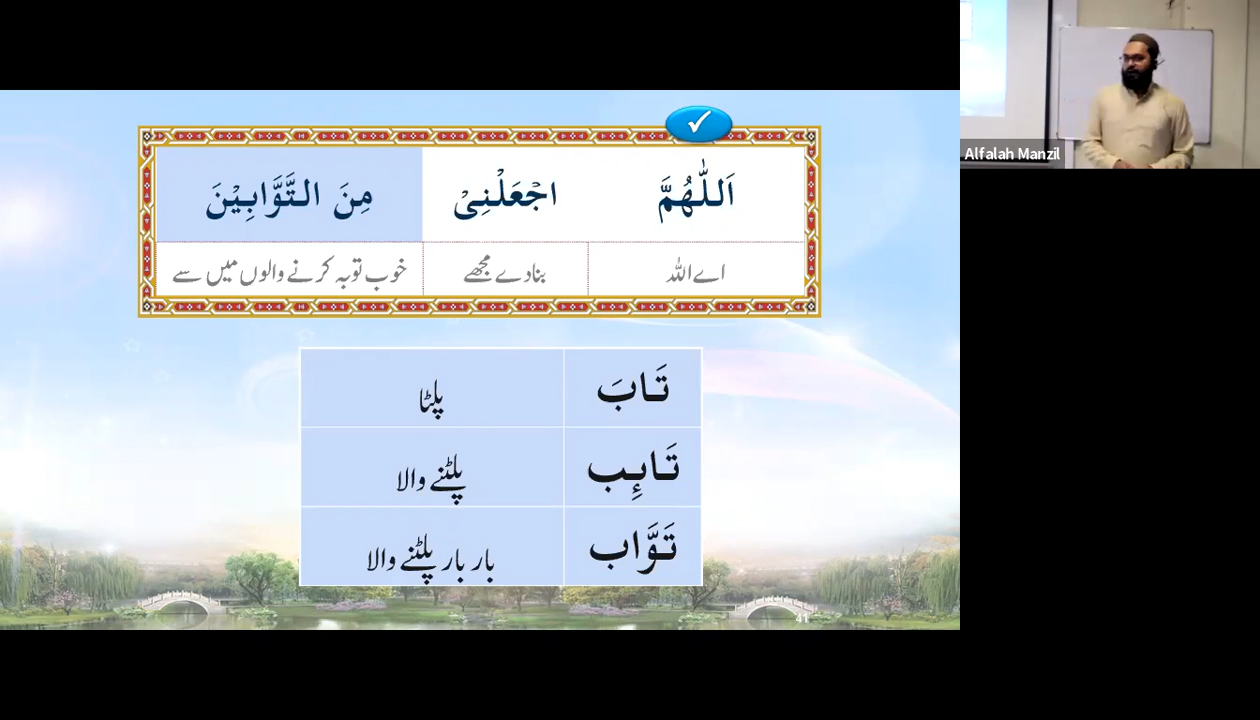 اَللّٰهُمَّ اجْعَلْنِیْ مِنَ التَّوَّابِیْنَ
اے اللہ بنادے مجھے خوب توبہ کرنے والوں میں سے
تَابَ پلٹا
تَائِب پلٹنے والا
تَوَّاب بار بار پلٹنے والا
41
Alfalah Manzil